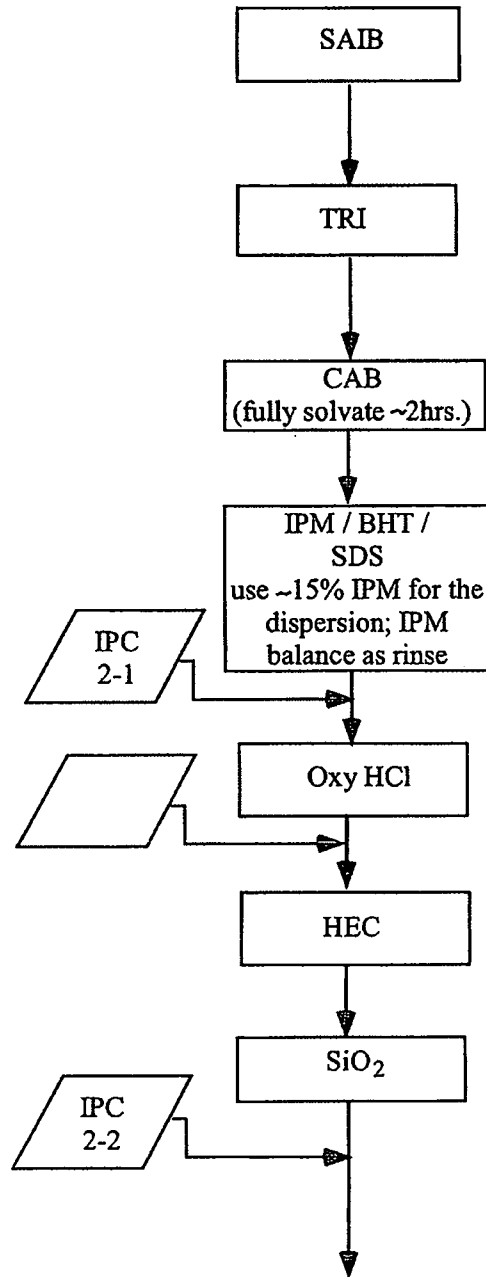 SAIB
TRI
CAB
(fully solvate ~2hrs.)
IPM / BHT /
SDS
use ~15% IPM for the
dispersion; IPM
balance as rinse
IPC
2-1
Oxy HCl
HEC
SiO₂
IPC
2-2